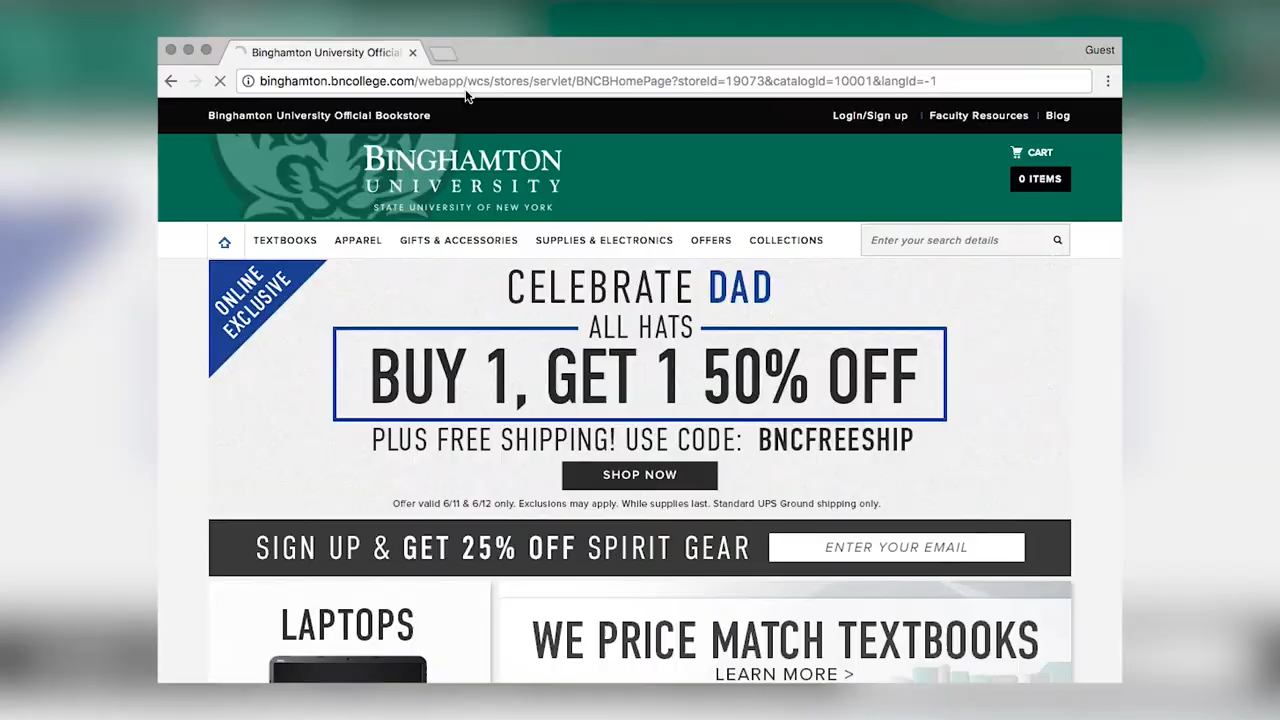 Binghamton University Official
Guest
binghamton.bncollege.com/webapp/wcs/stores/servlet/BNCBHomePage?storeId=19073&catalogId=10001&langId=-1
Binghamton University Official Bookstore
Login/Sign up | Faculty Resources | Blog
BINGHAMTON
UNIVERSITY
STATE UNIVERSITY OF NEW YORK
CART
0 ITEMS
TEXTBOOKS APPAREL GIFTS & ACCESSORIES SUPPLIES & ELECTRONICS OFFERS COLLECTIONS
Enter your search details
ONLINE
EXCLUSIVE
CELEBRATE DAD
ALL HATS
BUY 1, GET 1 50% OFF
PLUS FREE SHIPPING! USE CODE: BNCFREESHIP
SHOP NOW
Offer valid 6/11 & 6/12 only. Exclusions may apply. While supplies last. Standard UPS Ground shipping only.
SIGN UP & GET 25% OFF SPIRIT GEAR
ENTER YOUR EMAIL
LAPTOPS
WE PRICE MATCH TEXTBOOKS
LEARN MORE >